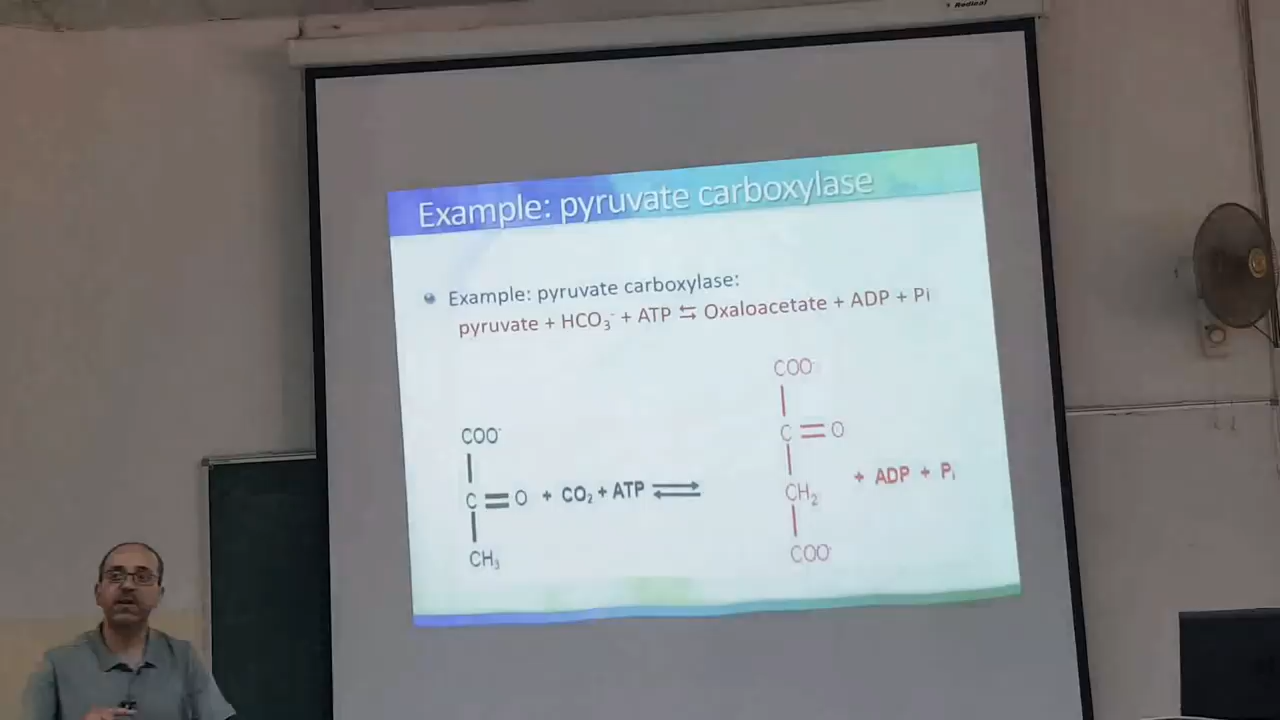 Redleaf
Example: pyruvate carboxylase
Example: pyruvate carboxylase:
pyruvate + HCO₃⁻ + ATP ⇆ Oxaloacetate + ADP + Pi
COO⁻
C = O + CO₂ + ATP ⇌
CH₃
COO⁻
C = O
CH₂
COO⁻
+ ADP + Pᵢ